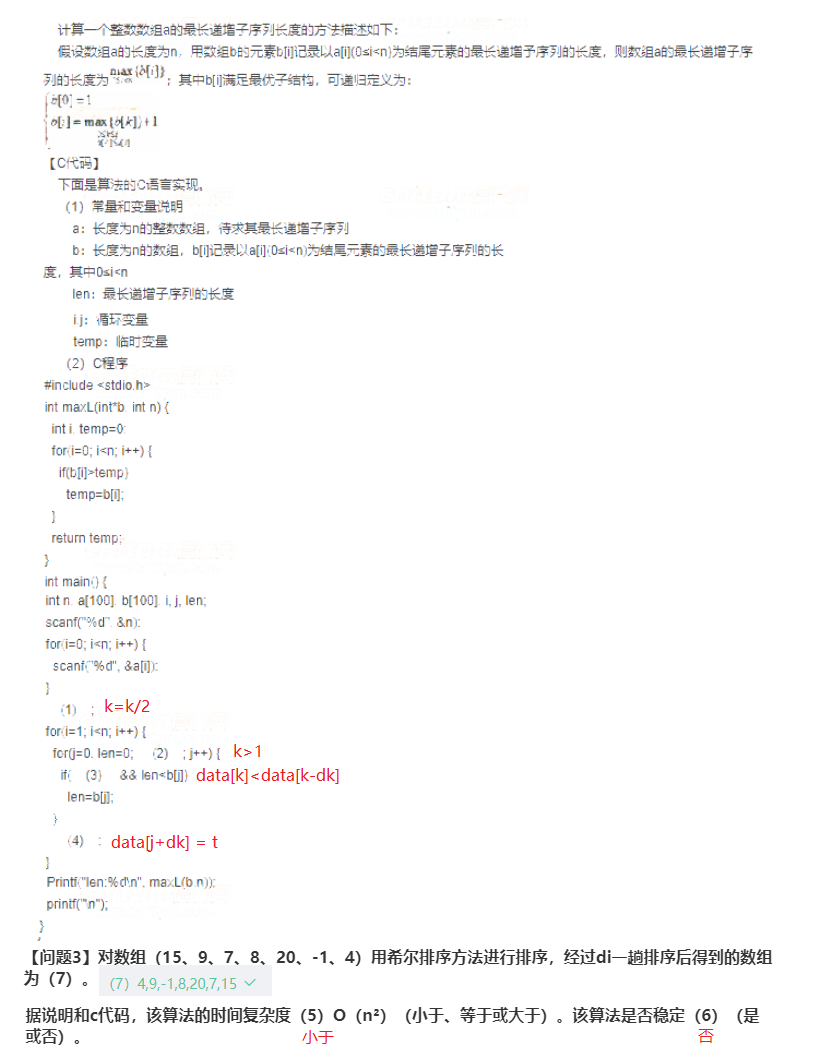 计算一个整数数组a的最长递增子序列长度的方法描述如下:
假设数组a的长度为n,用数组b的元素b[i]记录以a[i](0≤i<n)为结尾元素的最长递增予序列的长度,则数组a的最长递增子序
列的长度为max{b[i]};其中b[i]满足最优子结构,可递归定义为:
b[0]=1
b[i]=max{b[k]}+1
【C代码】
下面是算法的C语言实现。
(1)常量和变量说明
a:长度为n的整数数组,待求其最长递增子序列
b:长度为n的数组,b[i]记录以a[i](0≤i<n)为结尾元素的最长递增子序列的长
度,其中0≤i<n
len:最长递增子序列的长度
i,j:循环变量
temp:临时变量
(2)C程序
#include <stdio.h>
int maxL(int*b, int n) {
int i, temp=0;
for(i=0; i<n; i++) {
if(b[i]>temp)
temp=b[i];
}
return temp;
}
int main() {
int n, a[100], b[100], i, j, len;
scanf("%d", &n);
for(i=0; i<n; i++) {
scanf("%d", &a[i]);
}
(1) ; k=k/2
for(i=1; i<n; i++) {
for(j=0, len=0; (2) ; j++) { k>1
if( (3) && len<b[j]) data[k]<data[k-dk]
len=b[j];
}
(4) ; data[j+dk] = t
}
Printf("len:%d\n", maxL(b,n));
printf("\n");
}
【问题3】对数组(15、9、7、8、20、-1、4)用希尔排序方法进行排序,经过di一趟排序后得到的数组
为(7)。 (7) 4,9,-1,8,20,7,15
据说明和c代码,该算法的时间复杂度(5)O(n²)(小于、等于或大于)。该算法是否稳定(6)(是
或否)。 小于 否